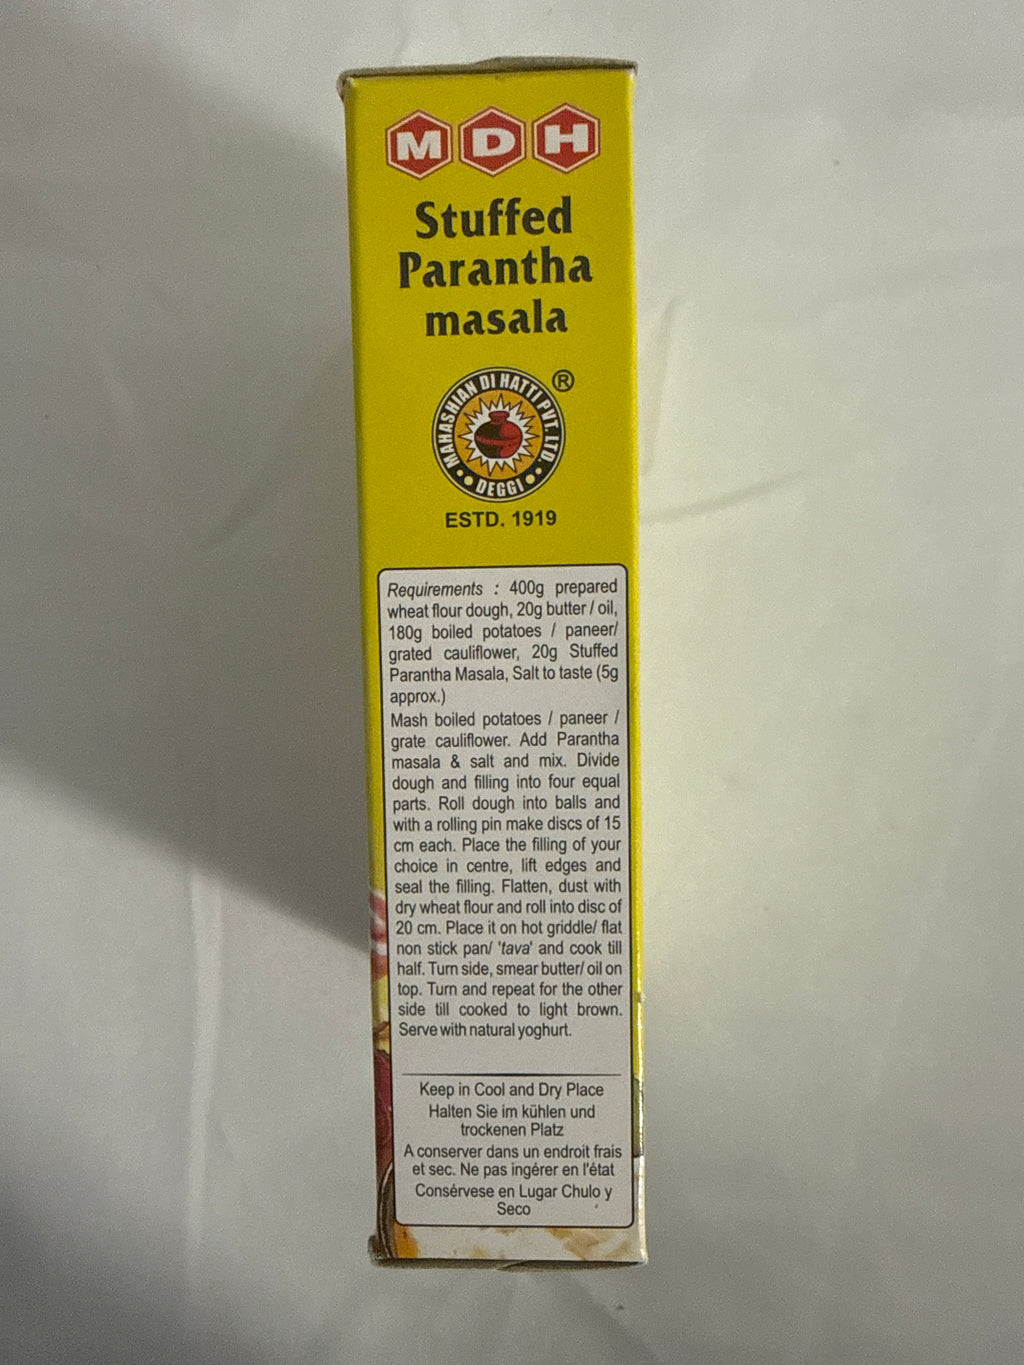 MDH
Stuffed
Parantha
masala
MAHASHIAN DI HATTI PVT. LTD.
DEGGI
®
ESTD. 1919
Requirements : 400g prepared
wheat flour dough, 20g butter / oil,
180g boiled potatoes / paneer/
grated cauliflower, 20g Stuffed
Parantha Masala, Salt to taste (5g
approx.)
Mash boiled potatoes / paneer /
grate cauliflower. Add Parantha
masala & salt and mix. Divide
dough and filling into four equal
parts. Roll dough into balls and
with a rolling pin make discs of 15
cm each. Place the filling of your
choice in centre, lift edges and
seal the filling. Flatten, dust with
dry wheat flour and roll into disc of
20 cm. Place it on hot griddle/ flat
non stick pan/ 'tava' and cook till
half. Turn side, smear butter/ oil on
top. Turn and repeat for the other
side till cooked to light brown.
Serve with natural yoghurt.
Keep in Cool and Dry Place
Halten Sie im kühlen und
trockenen Platz
A conserver dans un endroit frais
et sec. Ne pas ingérer en l'état
Consérvese en Lugar Chulo y
Seco